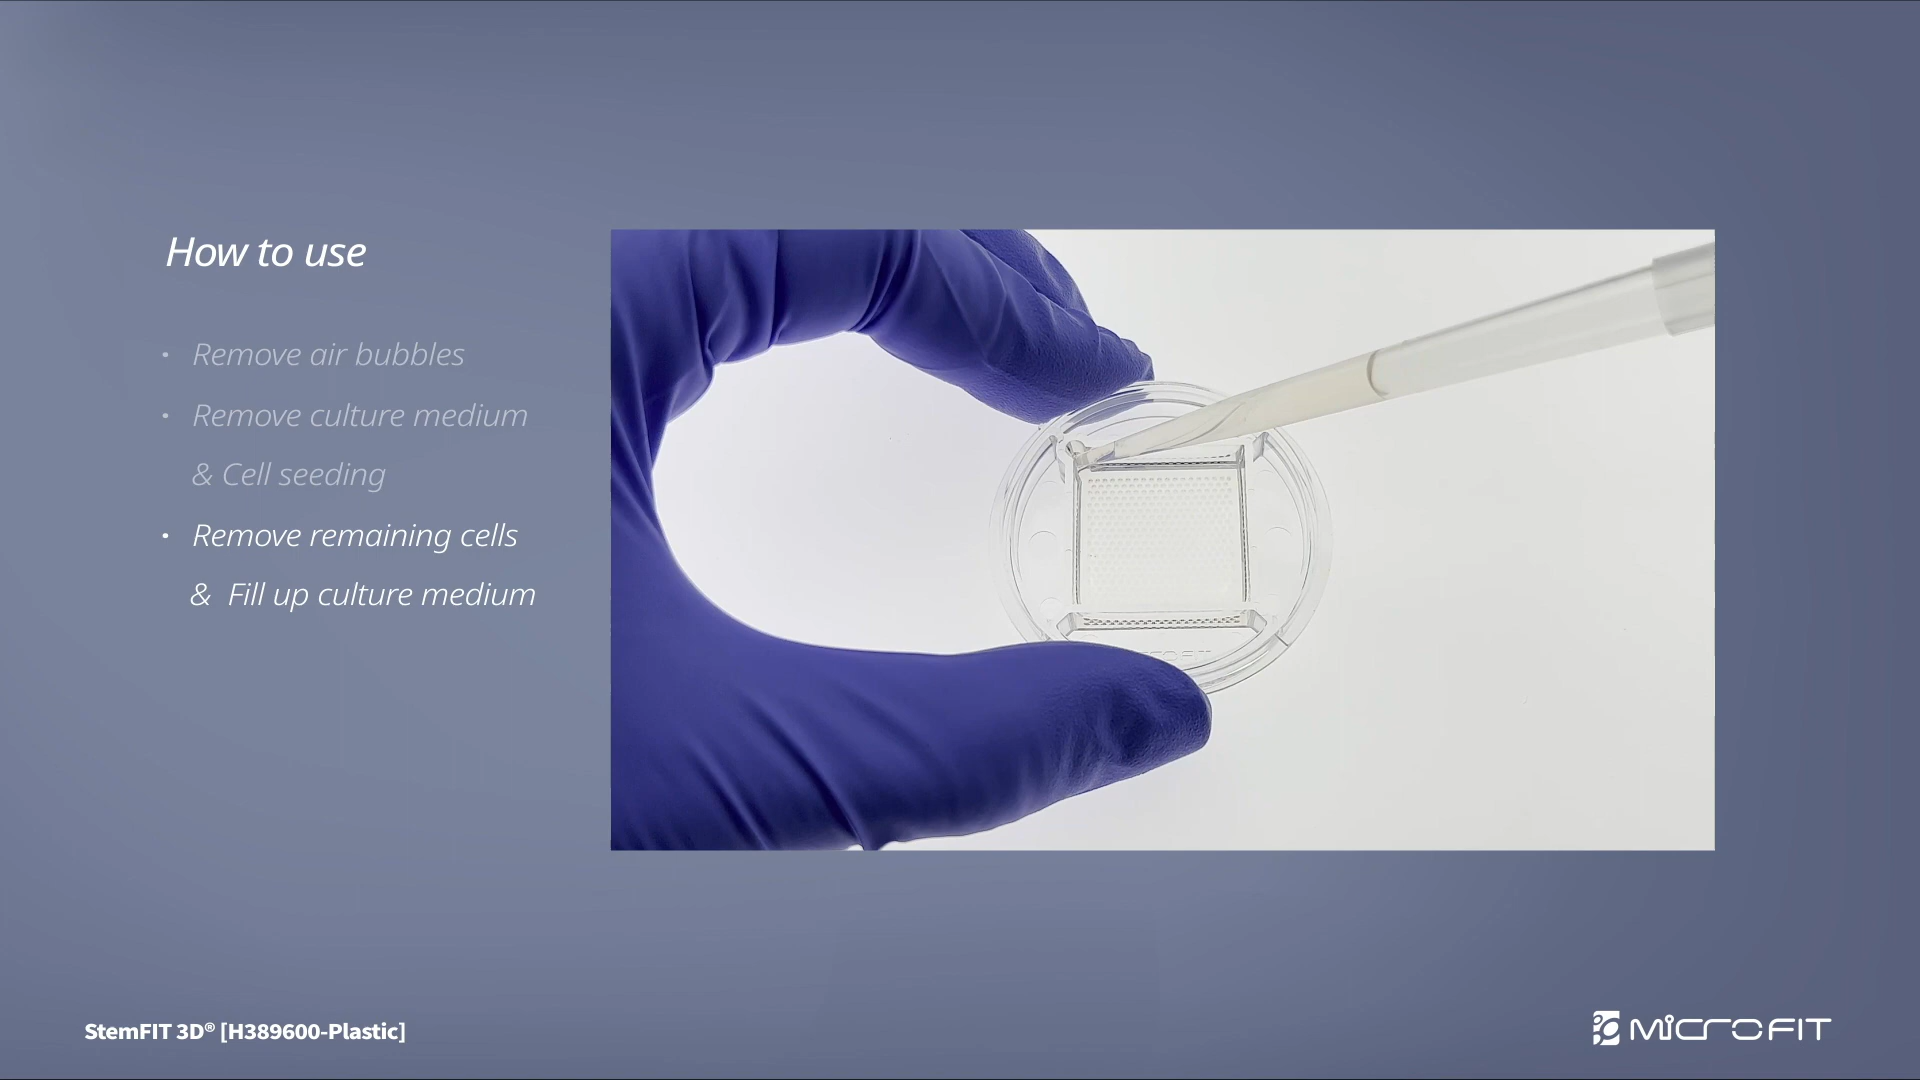 How to use
· Remove air bubbles
· Remove culture medium
& Cell seeding
· Remove remaining cells
& Fill up culture medium
StemFIT 3D® [H389600-Plastic]
MICROFIT